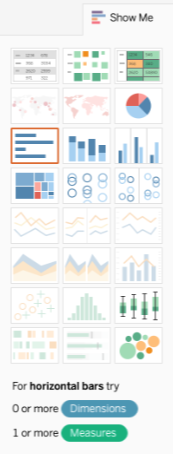 Show Me
For horizontal bars try
0 or more Dimensions
1 or more Measures